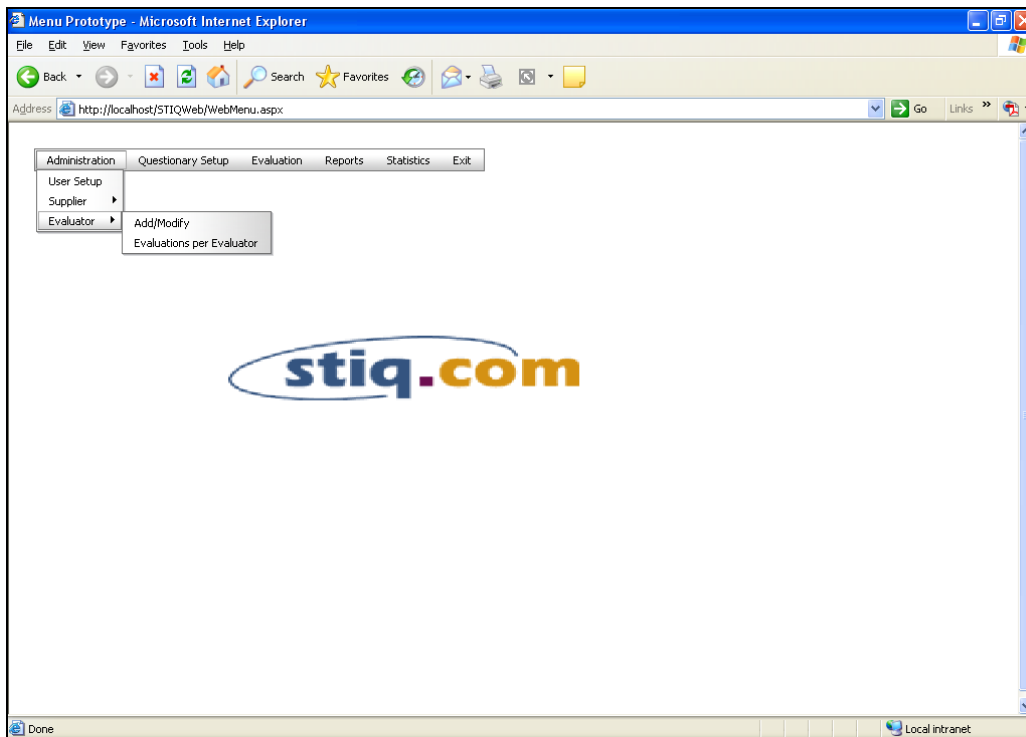 Menu Prototype - Microsoft Internet Explorer
File Edit View Favorites Tools Help
Back Search Favorites
Address http://localhost/STIQWeb/WebMenu.aspx Go Links »
Administration Questionary Setup Evaluation Reports Statistics Exit
User Setup
Supplier
Evaluator Add/Modify
Evaluations per Evaluator
stiq.com
Done Local intranet